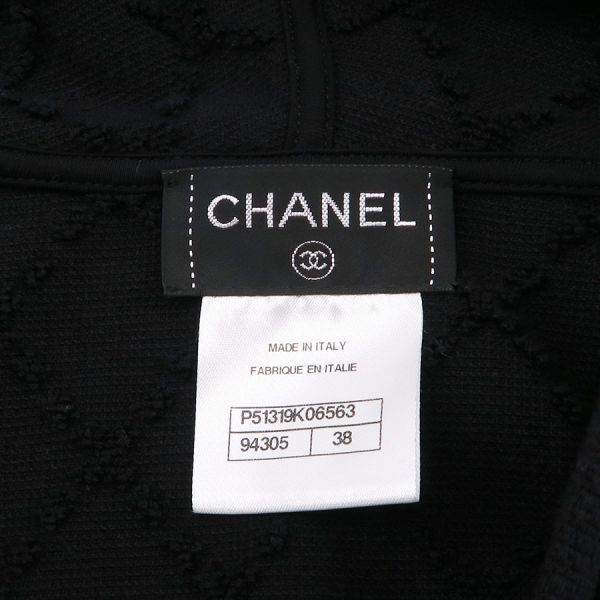 CHANEL
MADE IN ITALY
FABRIQUE EN ITALIE
P51319K06563
94305 38